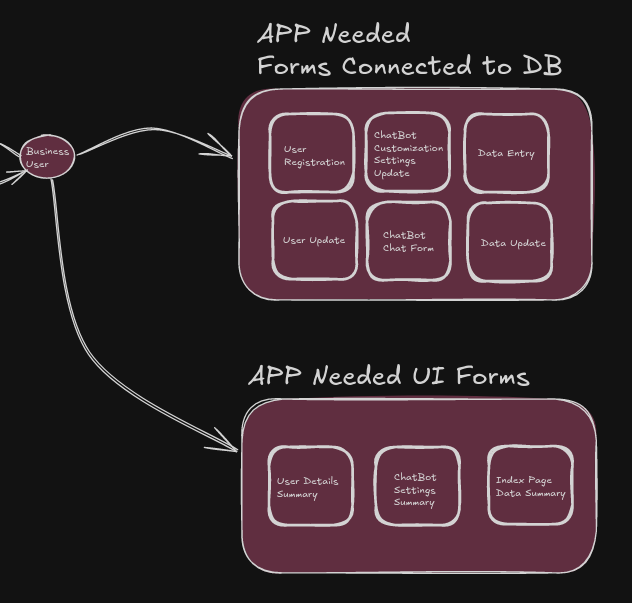 APP Needed
Forms Connected to DB
Business
User
User
Registration
ChatBot
Customization
Settings
Update
Data Entry
User Update
ChatBot
Chat Form
Data Update
APP Needed UI Forms
User Details
Summary
ChatBot
Settings
Summary
Index Page
Data Summary